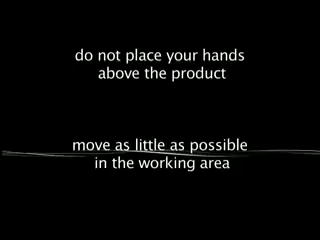 do not place your hands
above the product
move as little as possible
in the working area